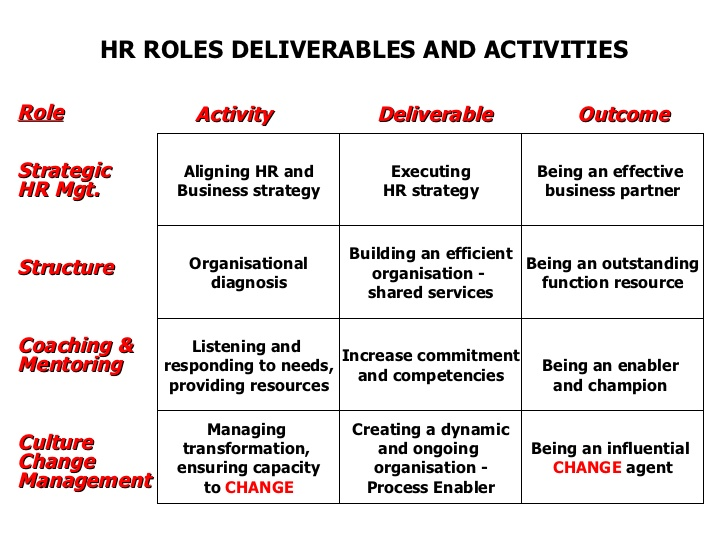 HR ROLES DELIVERABLES AND ACTIVITIES
Role
Activity
Deliverable
Outcome
Strategic
HR Mgt.
Aligning HR and
Business strategy
Executing
HR strategy
Being an effective
business partner
Structure
Organisational
diagnosis
Building an efficient
organisation -
shared services
Being an outstanding
function resource
Coaching &
Mentoring
Listening and
responding to needs,
providing resources
Increase commitment
and competencies
Being an enabler
and champion
Culture
Change
Management
Managing
transformation,
ensuring capacity
to CHANGE
Creating a dynamic
and ongoing
organisation -
Process Enabler
Being an influential
CHANGE agent